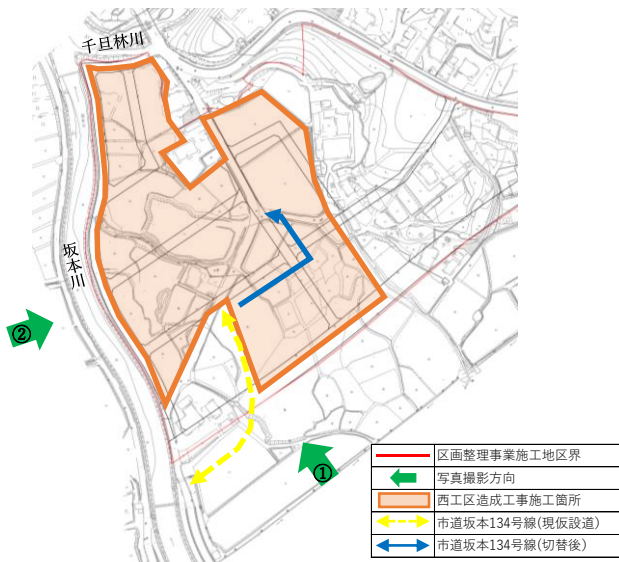 千旦林川
坂本川
②
①
区画整理事業施工地区界
写真撮影方向
西工区造成工事施工箇所
市道坂本134号線(現仮設道)
市道坂本134号線(切替後)